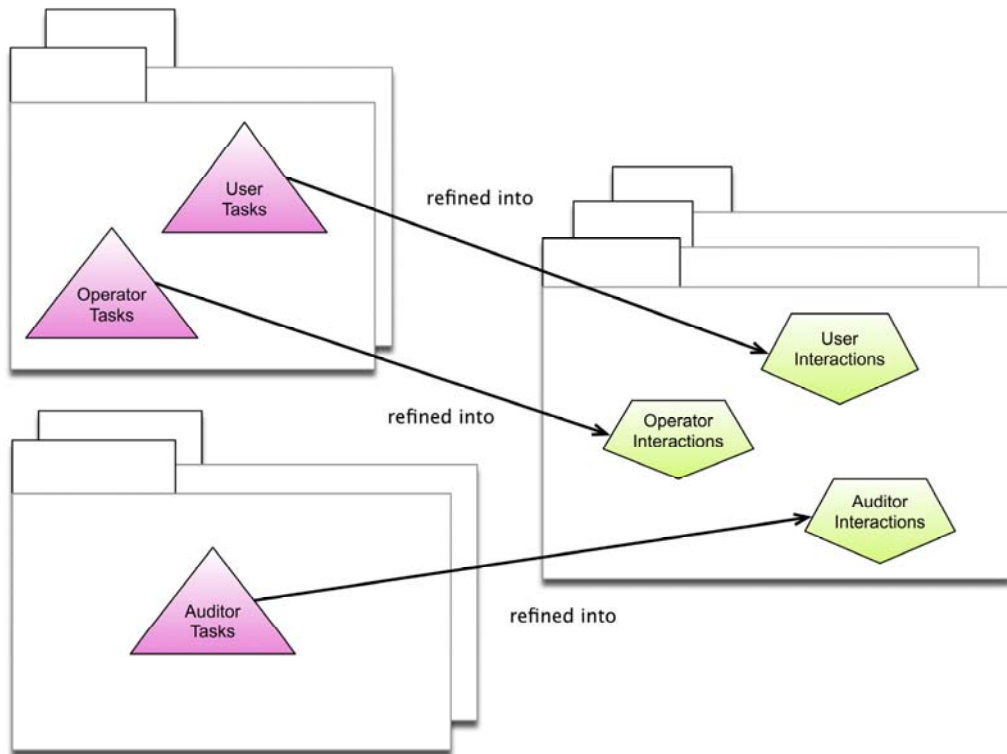 User
Tasks
refined into
Operator
Tasks
User
Interactions
refined into
Operator
Interactions
Auditor
Interactions
Auditor
Tasks
refined into